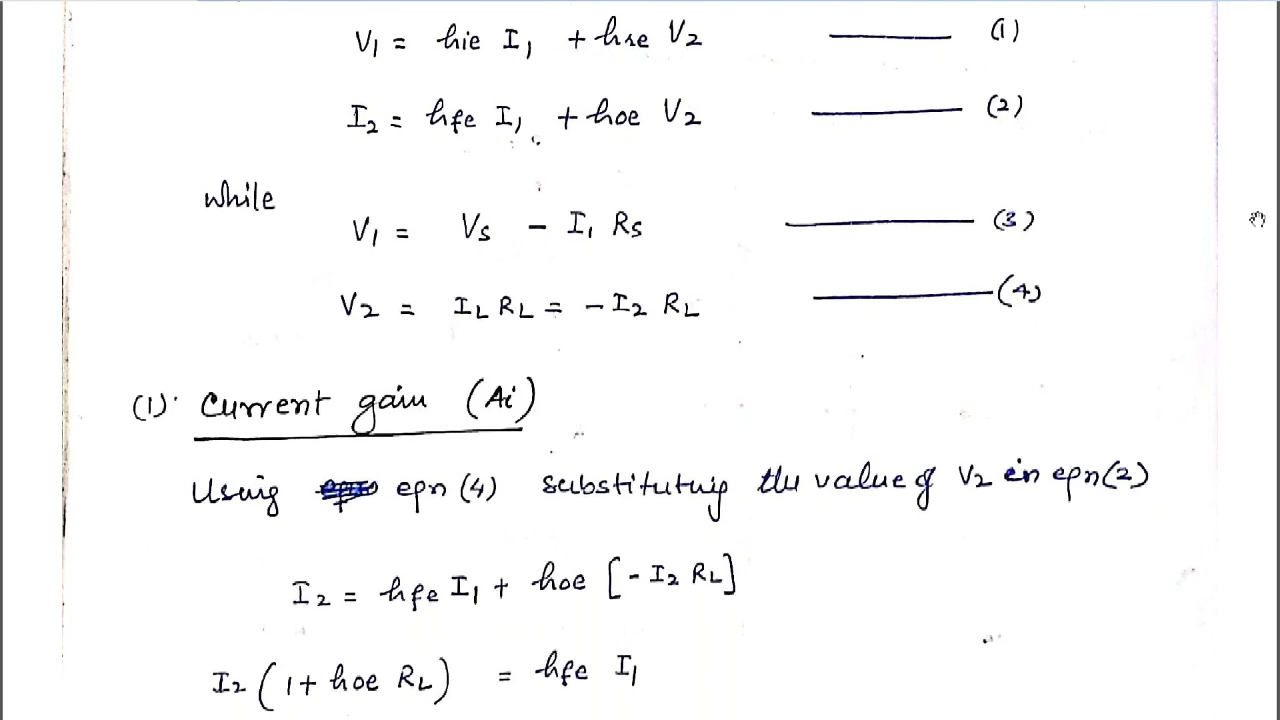 V1 = hie I1 + hre V2 (1)
I2 = hfe I1 + hoe V2 (2)
while
V1 = Vs - I1 Rs (3)
V2 = IL RL = - I2 RL (4)
(1). Current gain (Ai)
Using eqn (4) substituting the value of V2 in eqn(2)
I2 = hfe I1 + hoe [- I2 RL]
I2 (1+ hoe RL) = hfe I1